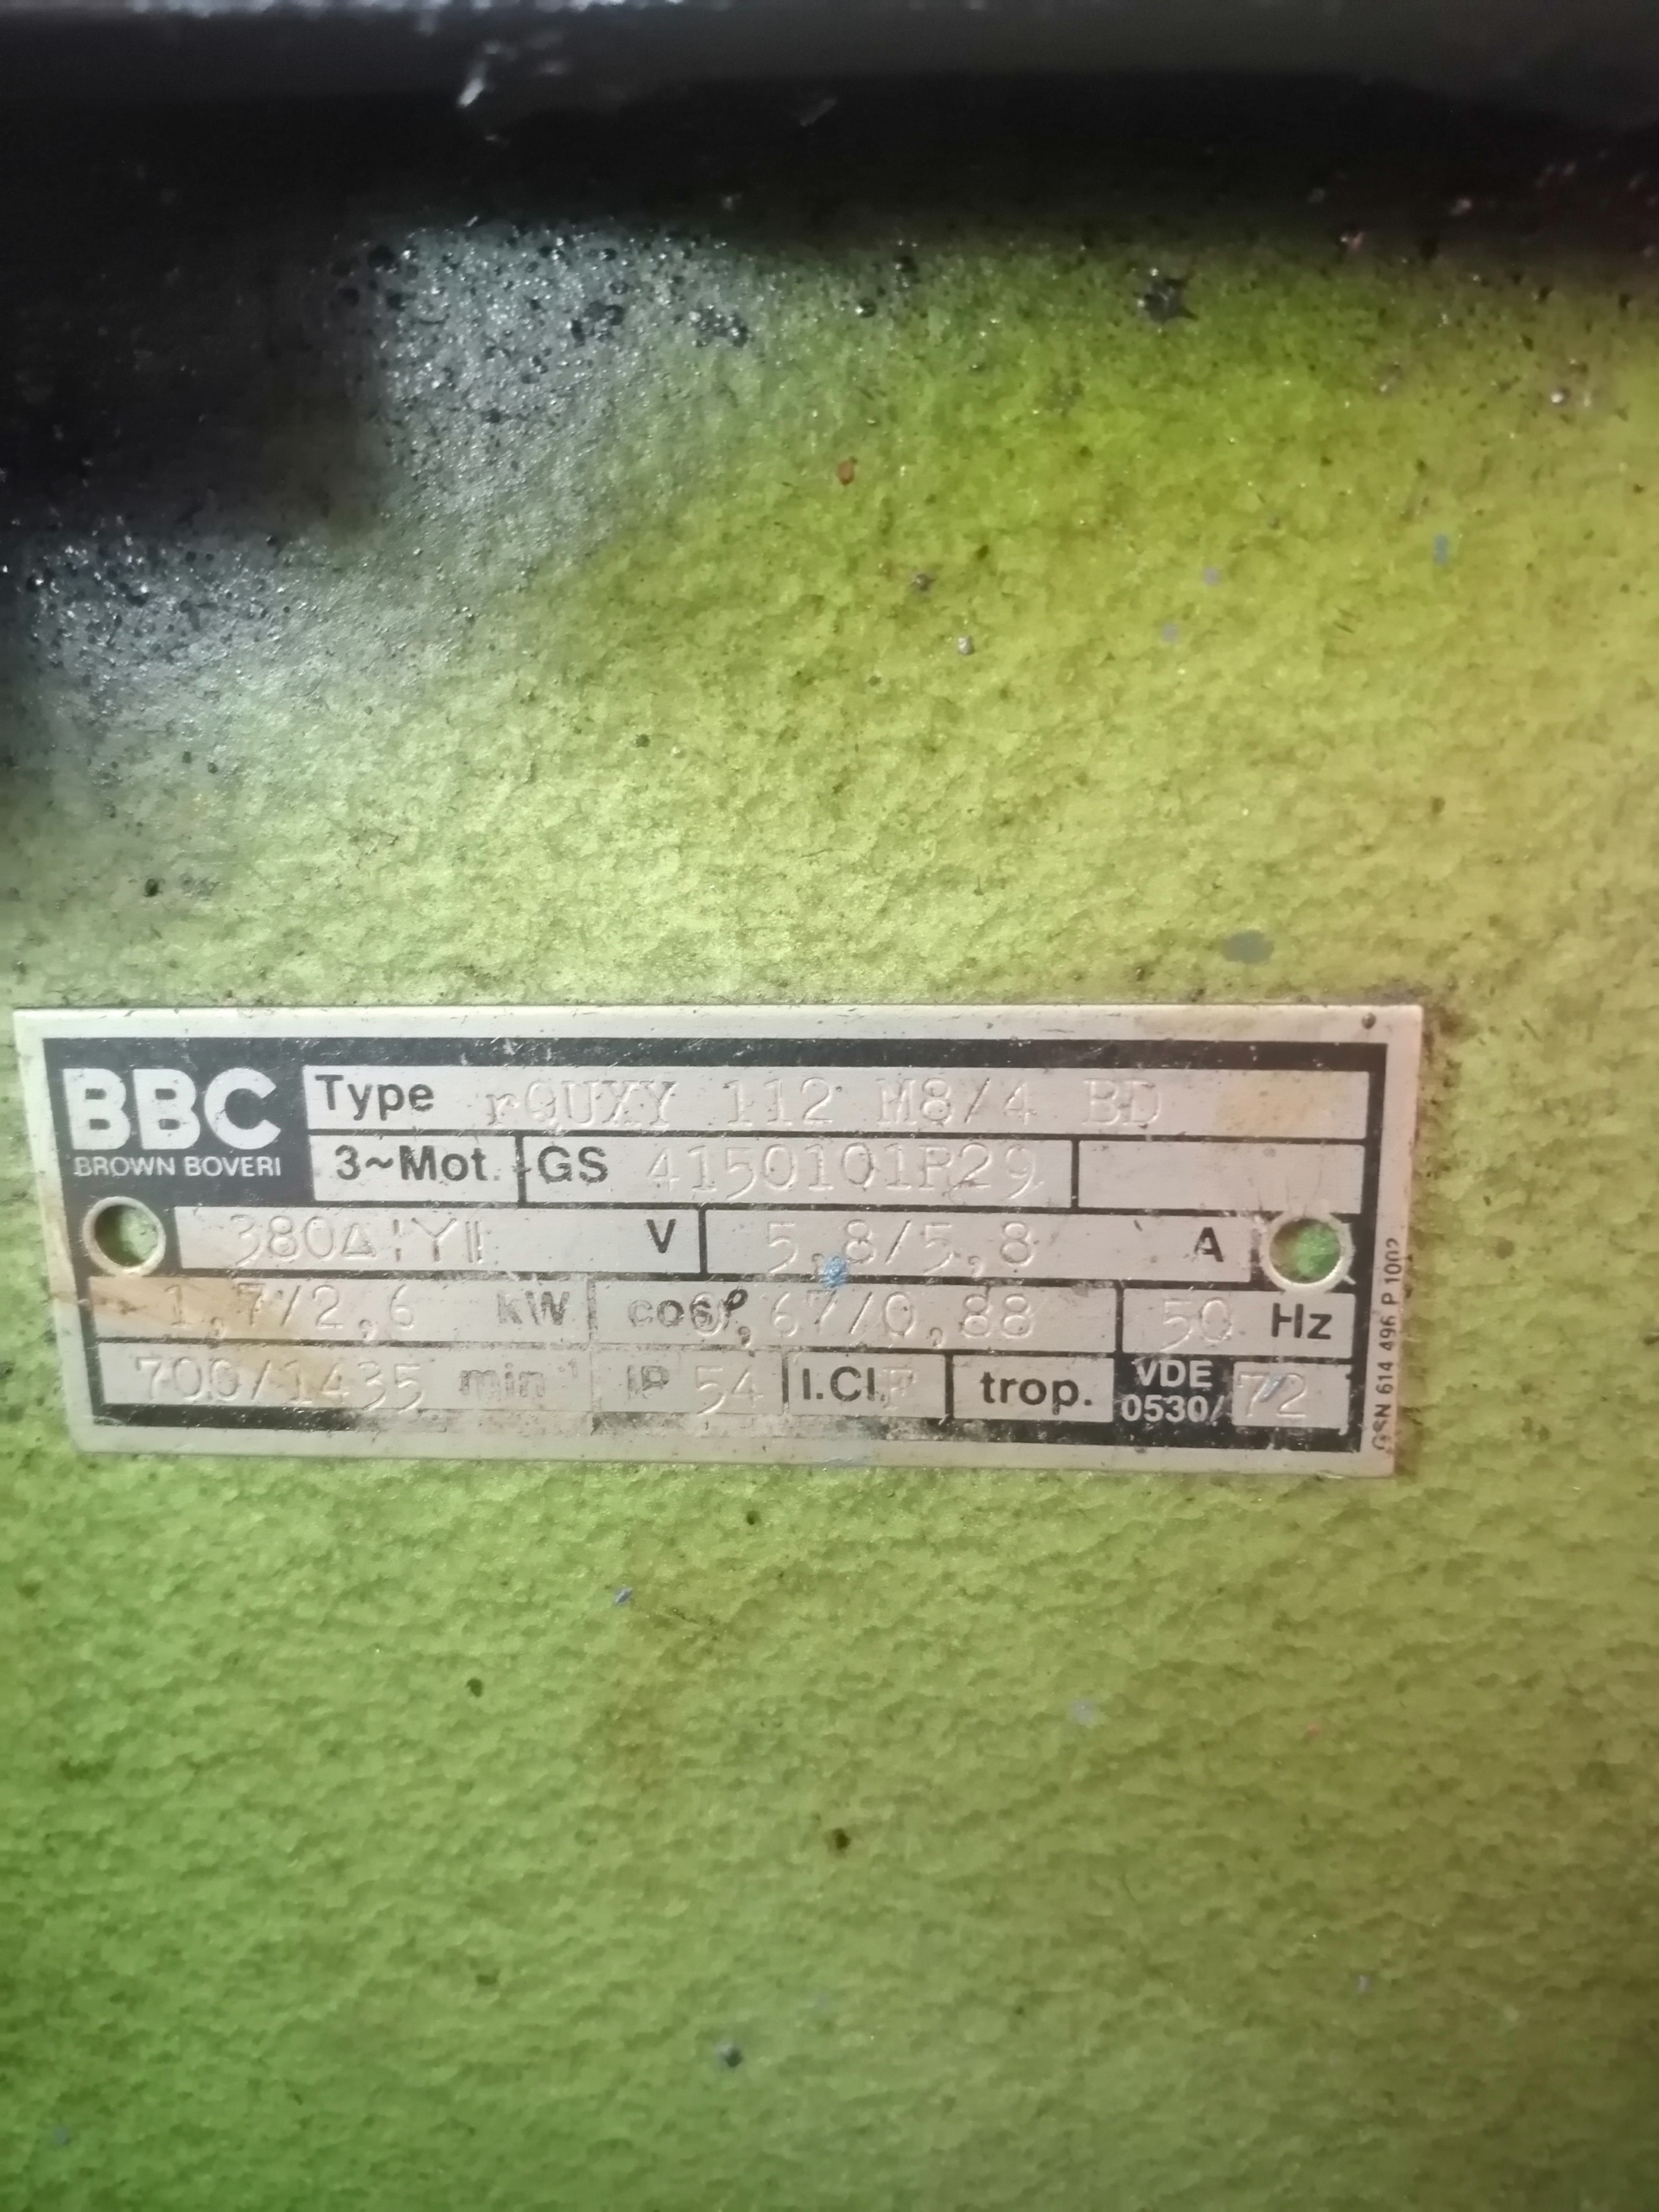 BBC
BROWN BOVERI
Type rQUXY 112 M8/4 BD
3~Mot. GS 4150101R29
380Δ/YY V 5,8/5,8 A
1,7/2,6 kW cosφ 0,67/0,88 50 Hz
700/1435 min⁻¹ IP 54 I.Cl. F trop. VDE 0530/72
GSN 614 496 P 1002